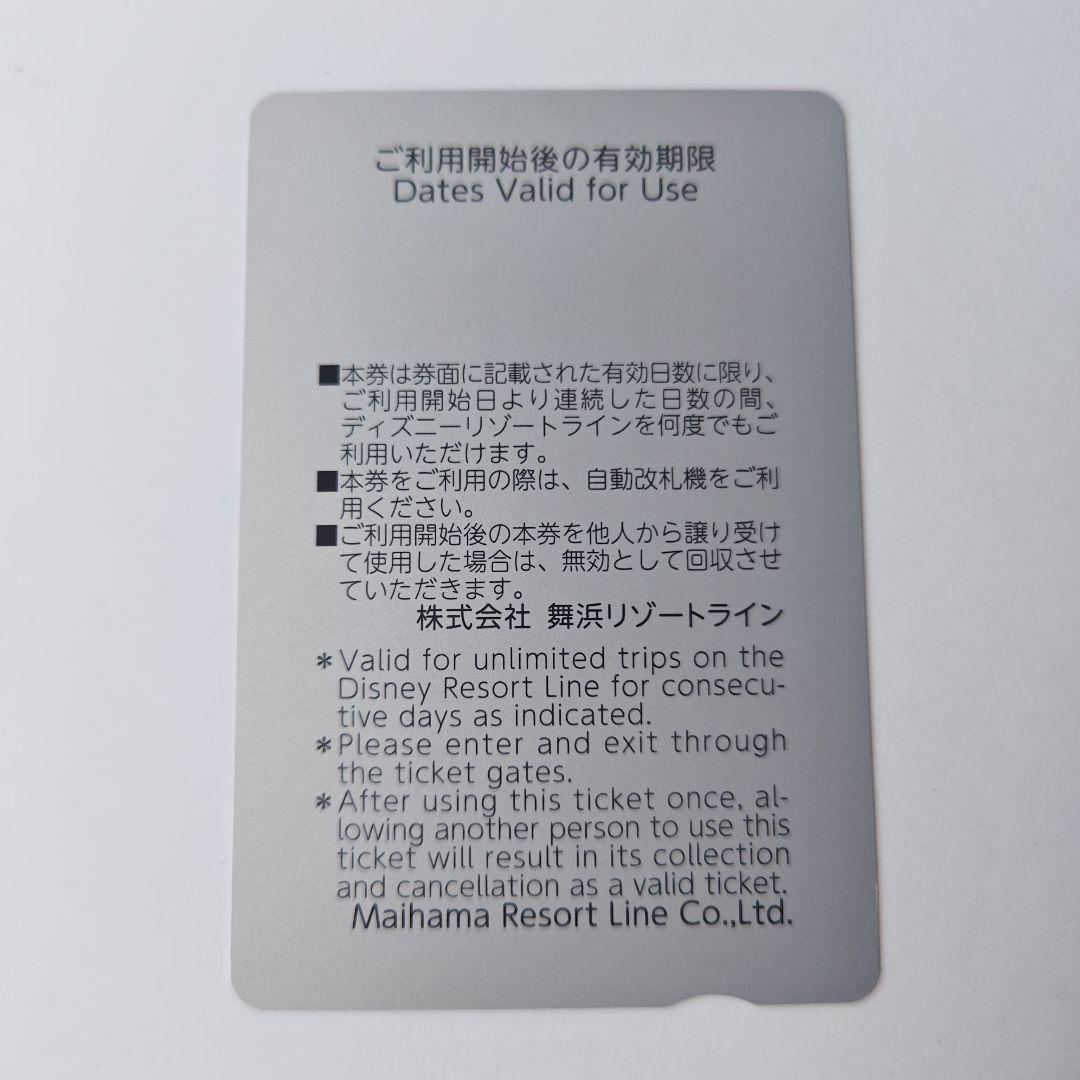 ご利用開始後の有効期限
Dates Valid for Use
■本券は券面に記載された有効日数に限り、
ご利用開始日より連続した日数の間、
ディズニーリゾートラインを何度でもご
利用いただけます。
■本券をご利用の際は、自動改札機をご利
用ください。
■ご利用開始後の本券を他人から譲り受け
て使用した場合は、無効として回収させ
ていただきます。
株式会社 舞浜リゾートライン
*Valid for unlimited trips on the
Disney Resort Line for consecu-
tive days as indicated.
*Please enter and exit through
the ticket gates.
*After using this ticket once, al-
lowing another person to use this
ticket will result in its collection
and cancellation as a valid ticket.
Maihama Resort Line Co.,Ltd.